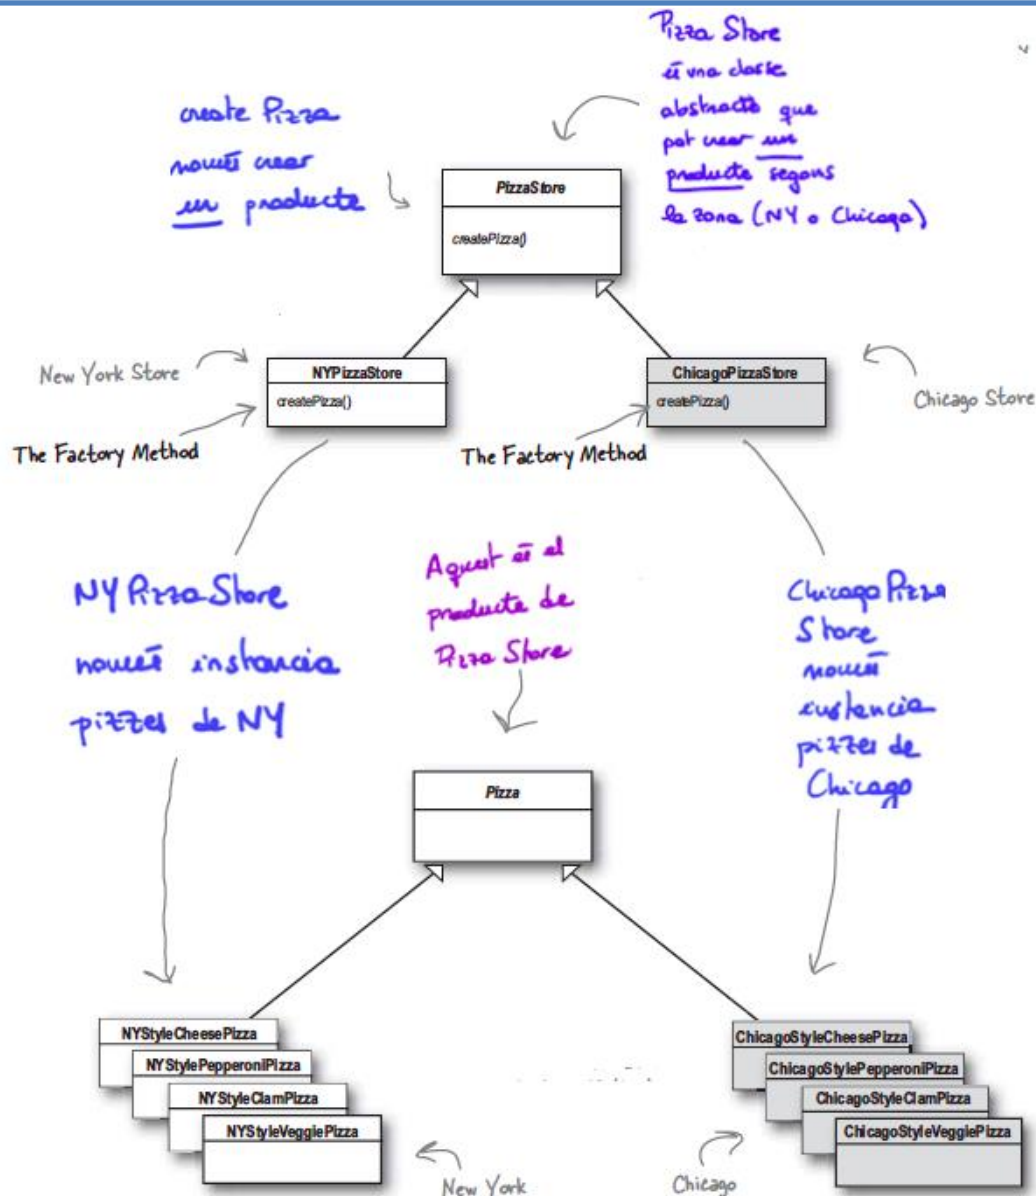 Pizza Store
és una classe
abstracta que
pot crear un
producte segons
la zona (NY o Chicago)
create Pizza
només crear
un producte
PizzaStore
createPizza()
New York Store
NYPizzaStore
createPizza()
The Factory Method
ChicagoPizzaStore
createPizza()
Chicago Store
The Factory Method
NY Pizza Store
només instancia
pizzes de NY
Aquest és el
producte de
Pizza Store
Chicago Pizza
Store
només
instancia
pizzes de
Chicago
Pizza
NYStyleCheesePizza
NYStylePepperoniPizza
NYStyleClamPizza
NYStyleVeggiePizza
New York
ChicagoStyleCheesePizza
ChicagoStylePepperoniPizza
ChicagoStyleClamPizza
ChicagoStyleVeggiePizza
Chicago